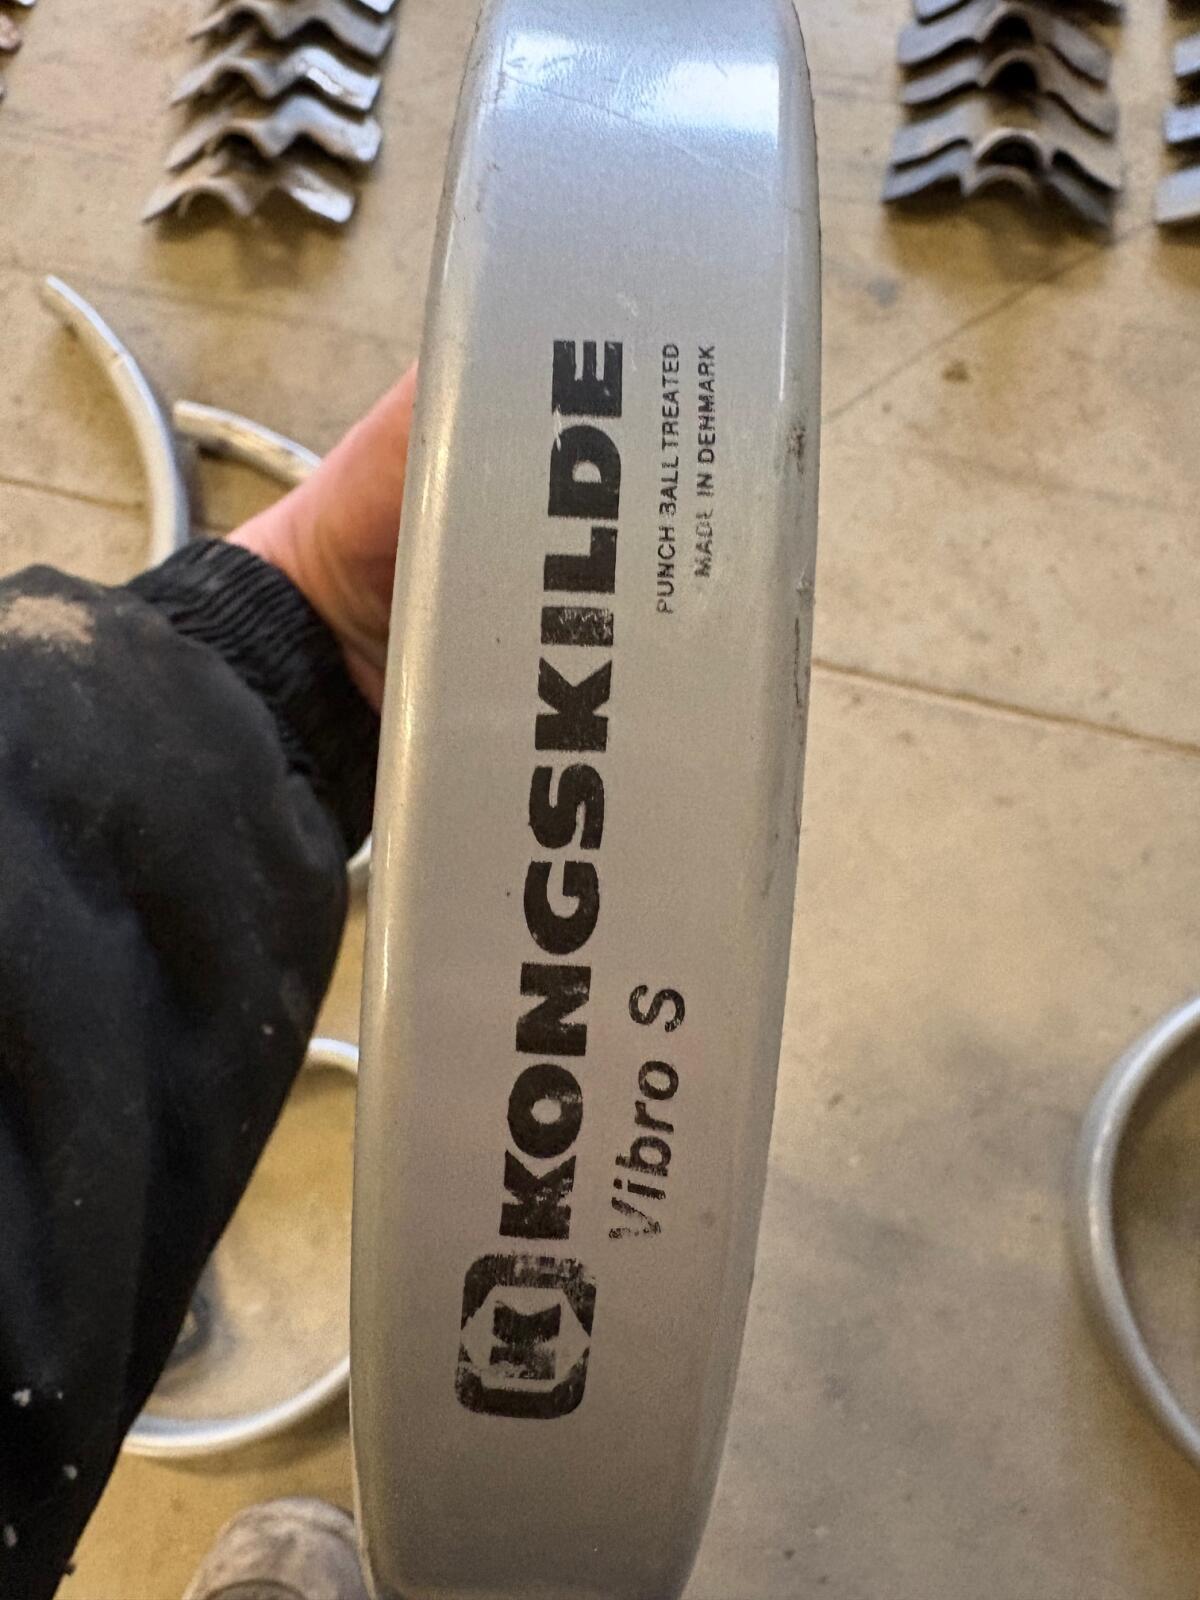 K KONGSKILDE
Vibro S
PUNCH BALL TREATED
MADE IN DENMARK